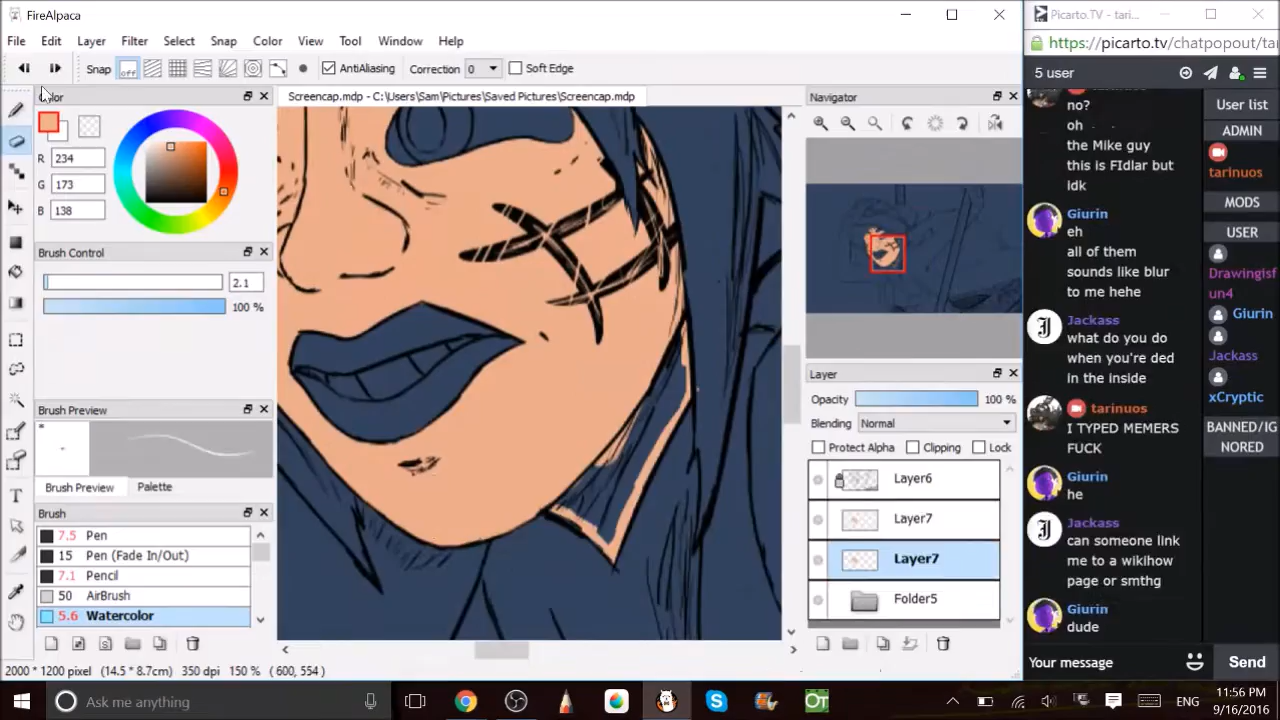 FireAlpaca
File Edit Layer Filter Select Snap Color View Tool Window Help
Snap off AntiAliasing Correction 0 Soft Edge
Screencap.mdp - C:\Users\Sam\Pictures\Saved Pictures\Screencap.mdp
R 234
G 173
B 138
Brush Control
2.1
100 %
Brush Preview
Brush Preview Palette
Brush
7.5 Pen
15 Pen (Fade In/Out)
7.1 Pencil
50 AirBrush
5.6 Watercolor
2000 * 1200 pixel (14.5 * 8.7cm) 350 dpi 150 % ( 600, 554 )
Navigator
Layer
Opacity 100 %
Blending Normal
Protect Alpha Clipping Lock
Layer6
Layer7
Layer7
Folder5
Picarto.TV - tari...
https://picarto.tv/chatpopout/
5 user
no?
oh
the Mike guy
this is FIdlar but
idk
Giurin
eh
all of them
sounds like blur
to me hehe
Jackass
what do you do
when you're ded
in the inside
tarinuos
I TYPED MEMERS
FUCK
Giurin
he
Jackass
can someone link
me to a wikihow
page or smthg
Giurin
dude
Your message Send
User list
ADMIN
tarinuos
MODS
USER
Drawingisf
un4
Giurin
Jackass
xCryptic
BANNED/IG
NORED
Ask me anything
ENG
11:56 PM
9/16/2016